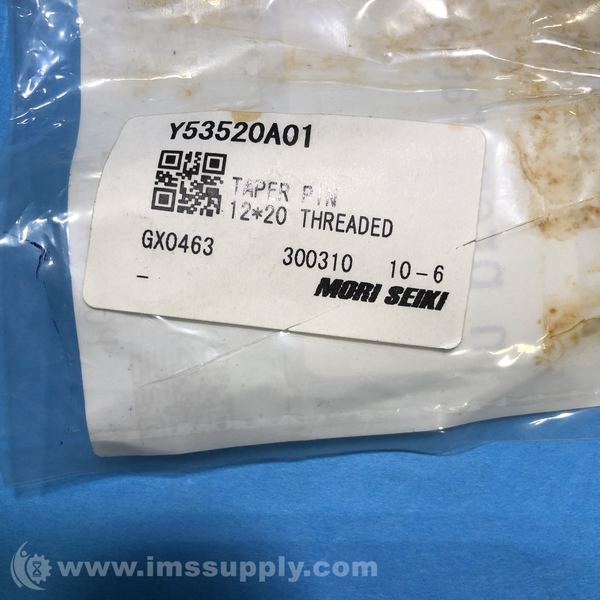 Y53520A01
TAPER PIN
12*20 THREADED
GX0463 300310 10-6
–
MORI SEIKI
www.imssupply.com